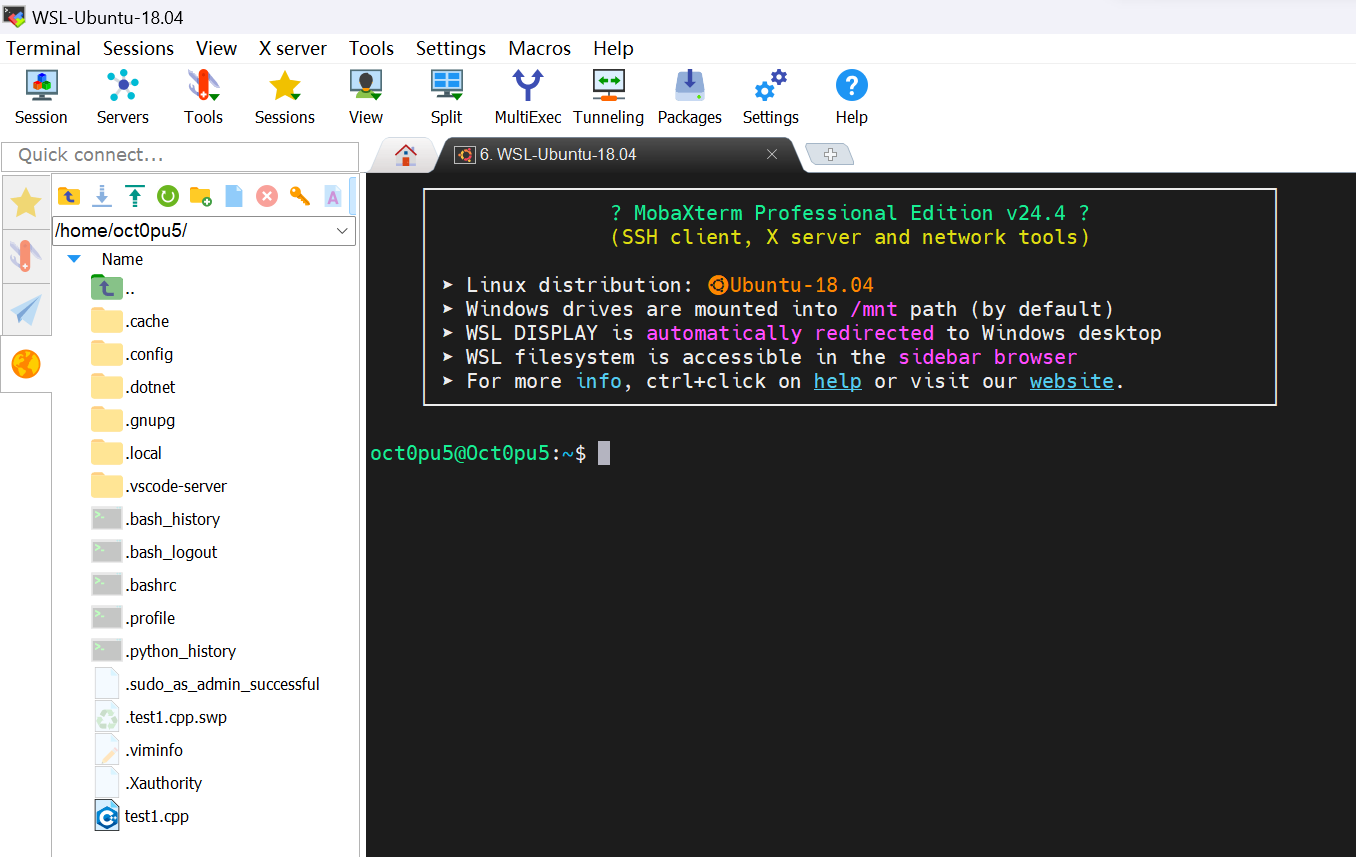 WSL-Ubuntu-18.04
Terminal Sessions View X server Tools Settings Macros Help
Session Servers Tools Sessions View Split MultiExec Tunneling Packages Settings Help
Quick connect...
6. WSL-Ubuntu-18.04
/home/oct0pu5/
Name
..
.cache
.config
.dotnet
.gnupg
.local
.vscode-server
.bash_history
.bash_logout
.bashrc
.profile
.python_history
.sudo_as_admin_successful
.test1.cpp.swp
.viminfo
.Xauthority
test1.cpp
? MobaXterm Professional Edition v24.4 ?
(SSH client, X server and network tools)
➤ Linux distribution: Ubuntu-18.04
➤ Windows drives are mounted into /mnt path (by default)
➤ WSL DISPLAY is automatically redirected to Windows desktop
➤ WSL filesystem is accessible in the sidebar browser
➤ For more info, ctrl+click on help or visit our website.
oct0pu5@Oct0pu5:~$